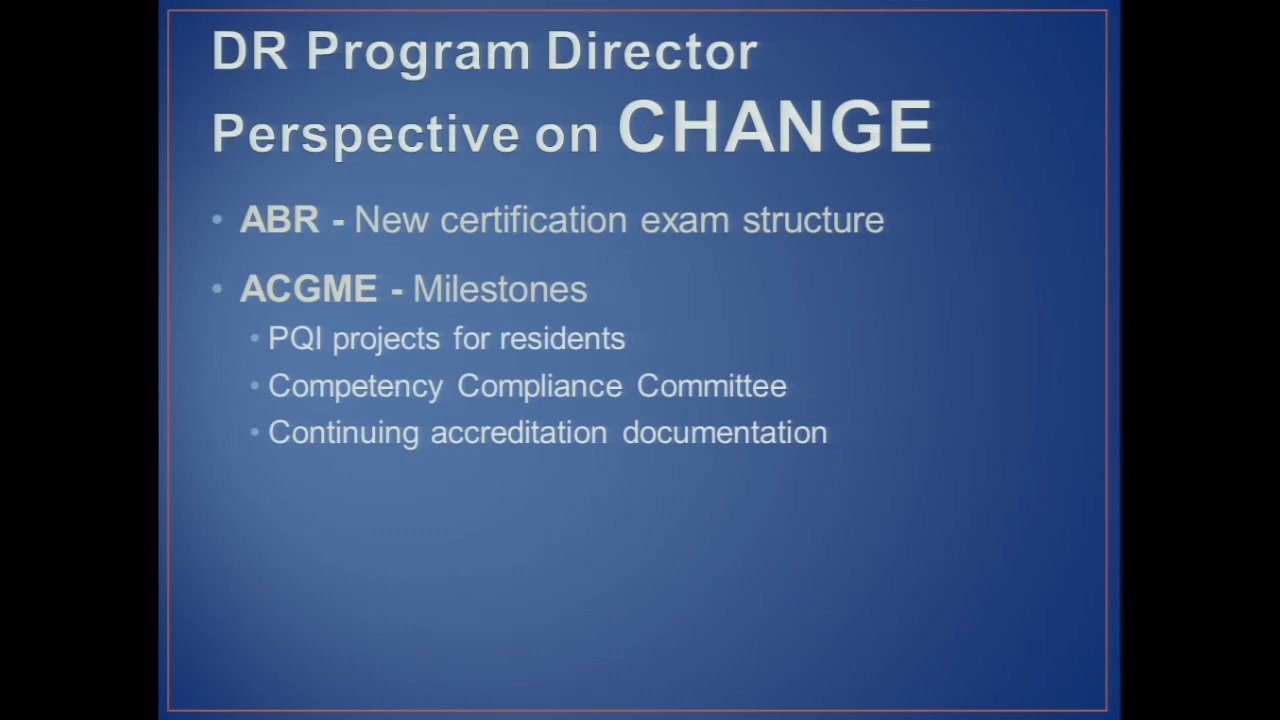 DR Program Director
Perspective on CHANGE
• ABR - New certification exam structure
• ACGME - Milestones
• PQI projects for residents
• Competency Compliance Committee
• Continuing accreditation documentation